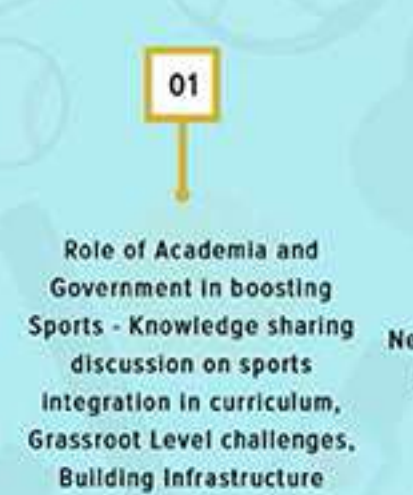 01
Role of Academia and
Government in boosting
Sports - Knowledge sharing
discussion on sports
integration in curriculum,
Grassroot Level challenges,
Building Infrastructure